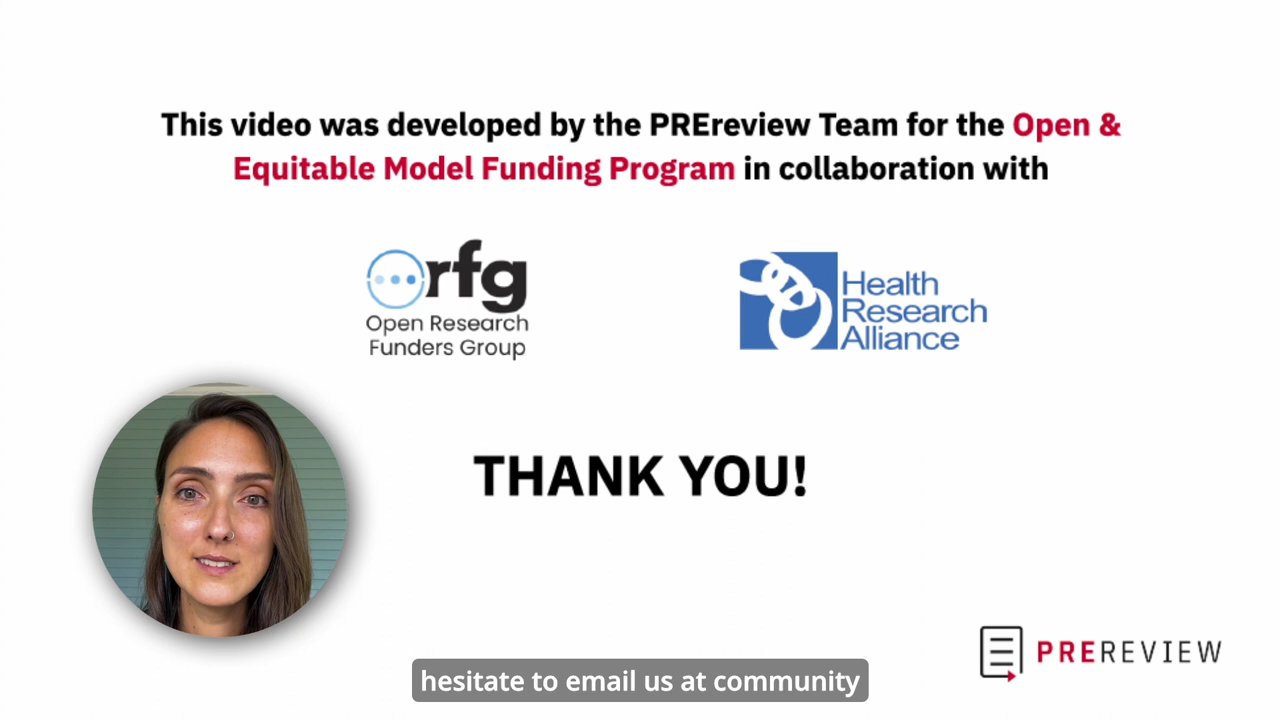 This video was developed by the PREreview Team for the Open &
Equitable Model Funding Program in collaboration with
orfg
Open Research
Funders Group
Health
Research
Alliance
THANK YOU!
PREREVIEW
hesitate to email us at community